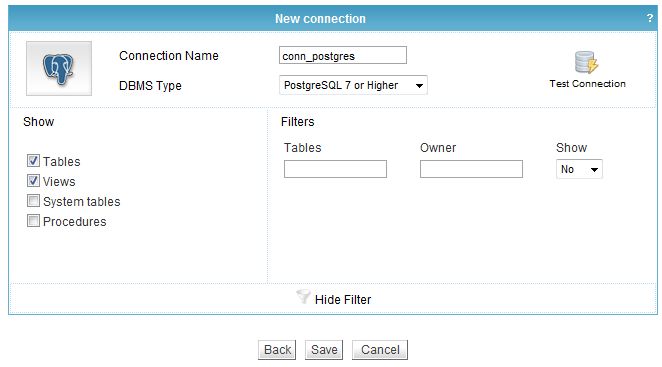 New connection ?
Connection Name conn_postgres
DBMS Type PostgreSQL 7 or Higher
Test Connection
Show
Tables
Views
System tables
Procedures
Filters
Tables Owner Show
No
Hide Filter
Back Save Cancel